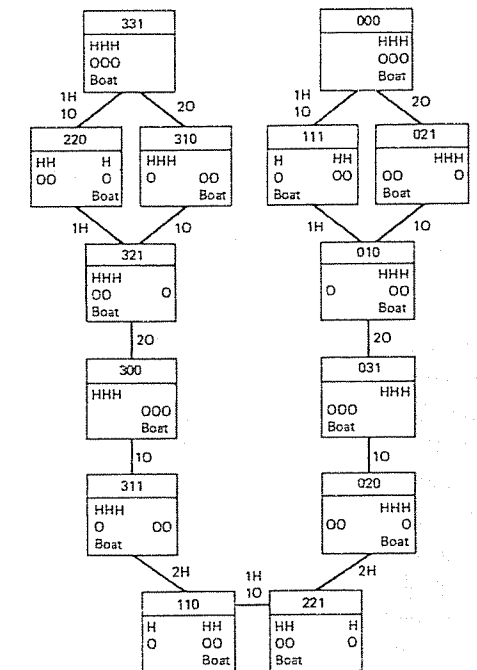 331
HHH
OOO
Boat
000
HHH
OOO
Boat
1H
1O
2O
1H
1O
2O
220
HH H
OO O
Boat
310
HHH
O OO
Boat
111
H HH
O OO
Boat
021
HHH
OO O
Boat
1H
1O
1H
1O
321
HHH
OO O
Boat
010
HHH
O OO
Boat
2O
2O
300
HHH
OOO
Boat
031
HHH
OOO
Boat
1O
1O
311
HHH
O OO
Boat
020
HHH
OO O
Boat
2H
1H
1O
2H
110
H HH
O OO
Boat
221
HH H
OO O
Boat